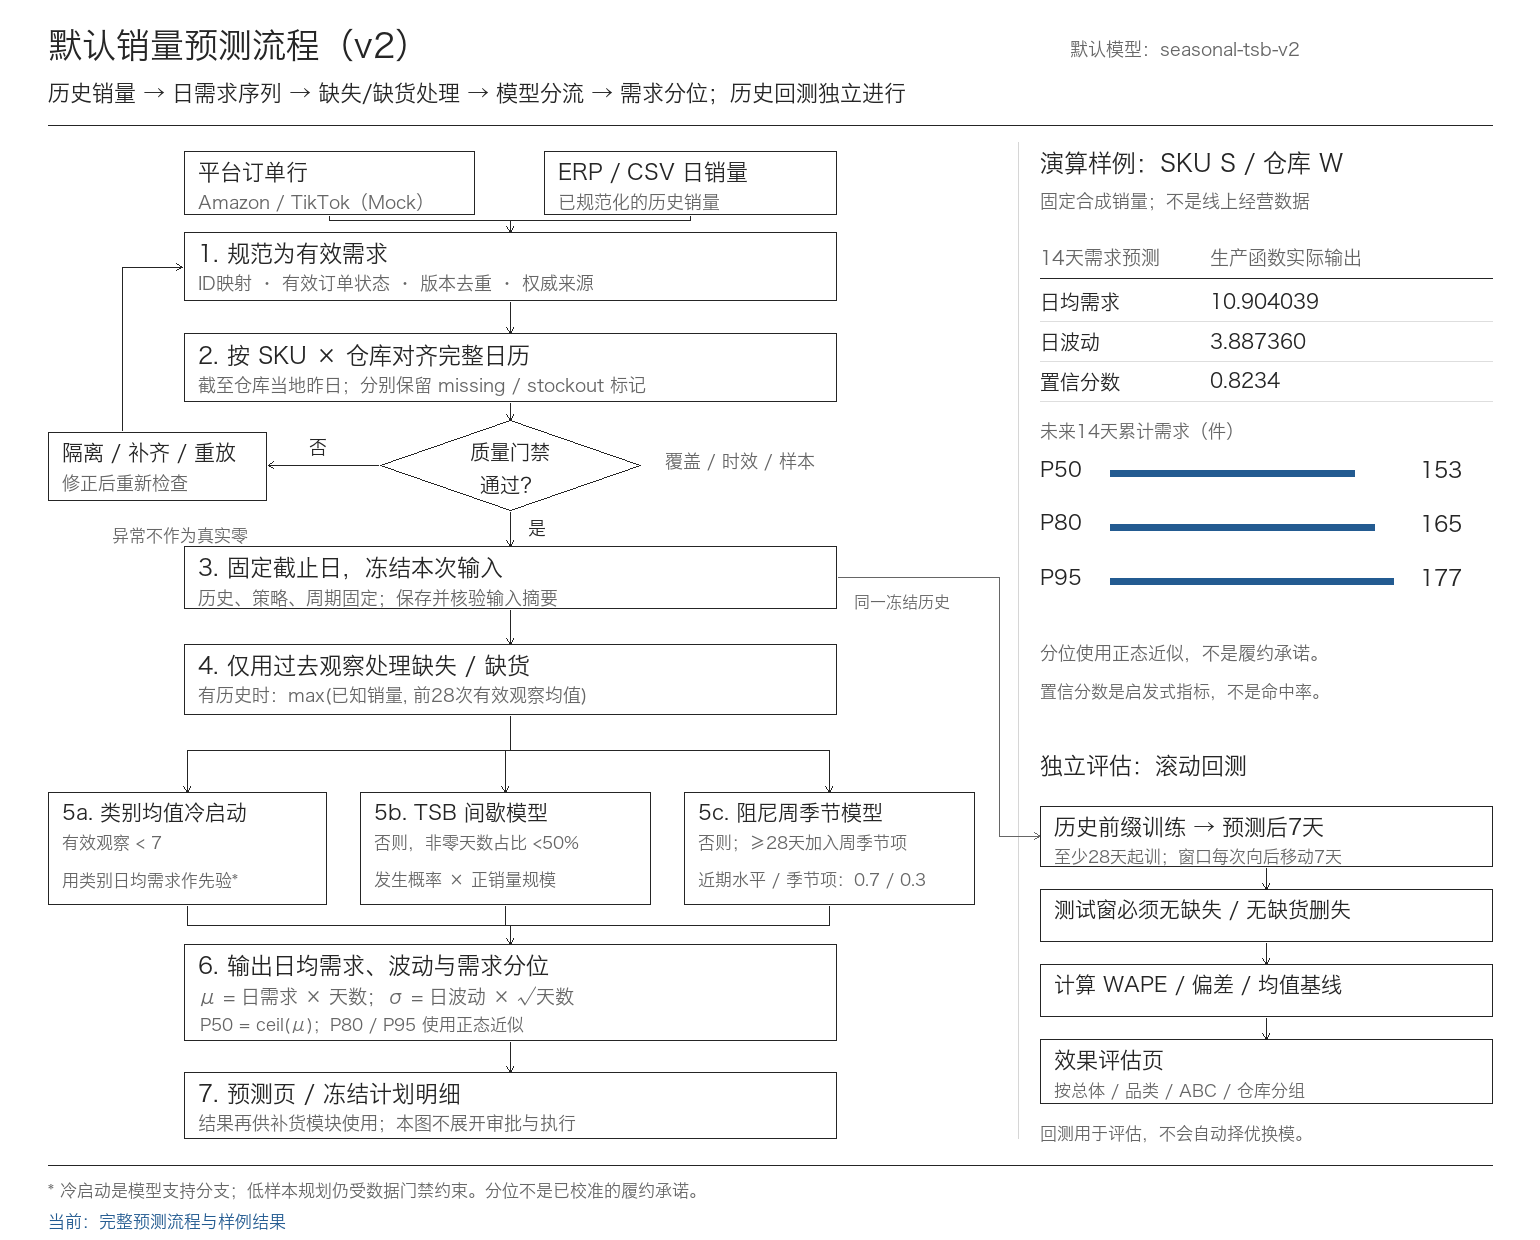 默认销量预测流程（v2）
默认模型：seasonal-tsb-v2
历史销量 → 日需求序列 → 缺失/缺货处理 → 模型分流 → 需求分位；历史回测独立进行
平台订单行
Amazon / TikTok（Mock）
ERP / CSV 日销量
已规范化的历史销量
1. 规范为有效需求
ID映射 · 有效订单状态 · 版本去重 · 权威来源
2. 按 SKU × 仓库对齐完整日历
截至仓库当地昨日；分别保留 missing / stockout 标记
质量门禁
通过？
覆盖 / 时效 / 样本
否
隔离 / 补齐 / 重放
修正后重新检查
异常不作为真实零
是
3. 固定截止日，冻结本次输入
历史、策略、周期固定；保存并核验输入摘要
同一冻结历史
4. 仅用过去观察处理缺失 / 缺货
有历史时：max(已知销量, 前28次有效观察均值)
5a. 类别均值冷启动
有效观察 < 7
用类别日均需求作先验*
5b. TSB 间歇模型
否则，非零天数占比 <50%
发生概率 × 正销量规模
5c. 阻尼周季节模型
否则；≥28天加入周季节项
近期水平 / 季节项：0.7 / 0.3
6. 输出日均需求、波动与需求分位
μ = 日需求 × 天数；σ = 日波动 × √天数
P50 = ceil(μ)；P80 / P95 使用正态近似
7. 预测页 / 冻结计划明细
结果再供补货模块使用；本图不展开审批与执行
演算样例：SKU S / 仓库 W
固定合成销量；不是线上经营数据
14天需求预测 生产函数实际输出
日均需求 10.904039
日波动 3.887360
置信分数 0.8234
未来14天累计需求（件）
P50 153
P80 165
P95 177
分位使用正态近似，不是履约承诺。
置信分数是启发式指标，不是命中率。
独立评估：滚动回测
历史前缀训练 → 预测后7天
至少28天起训；窗口每次向后移动7天
测试窗必须无缺失 / 无缺货删失
计算 WAPE / 偏差 / 均值基线
效果评估页
按总体 / 品类 / ABC / 仓库分组
回测用于评估，不会自动择优换模。
* 冷启动是模型支持分支；低样本规划仍受数据门禁约束。分位不是已校准的履约承诺。
当前：完整预测流程与样例结果